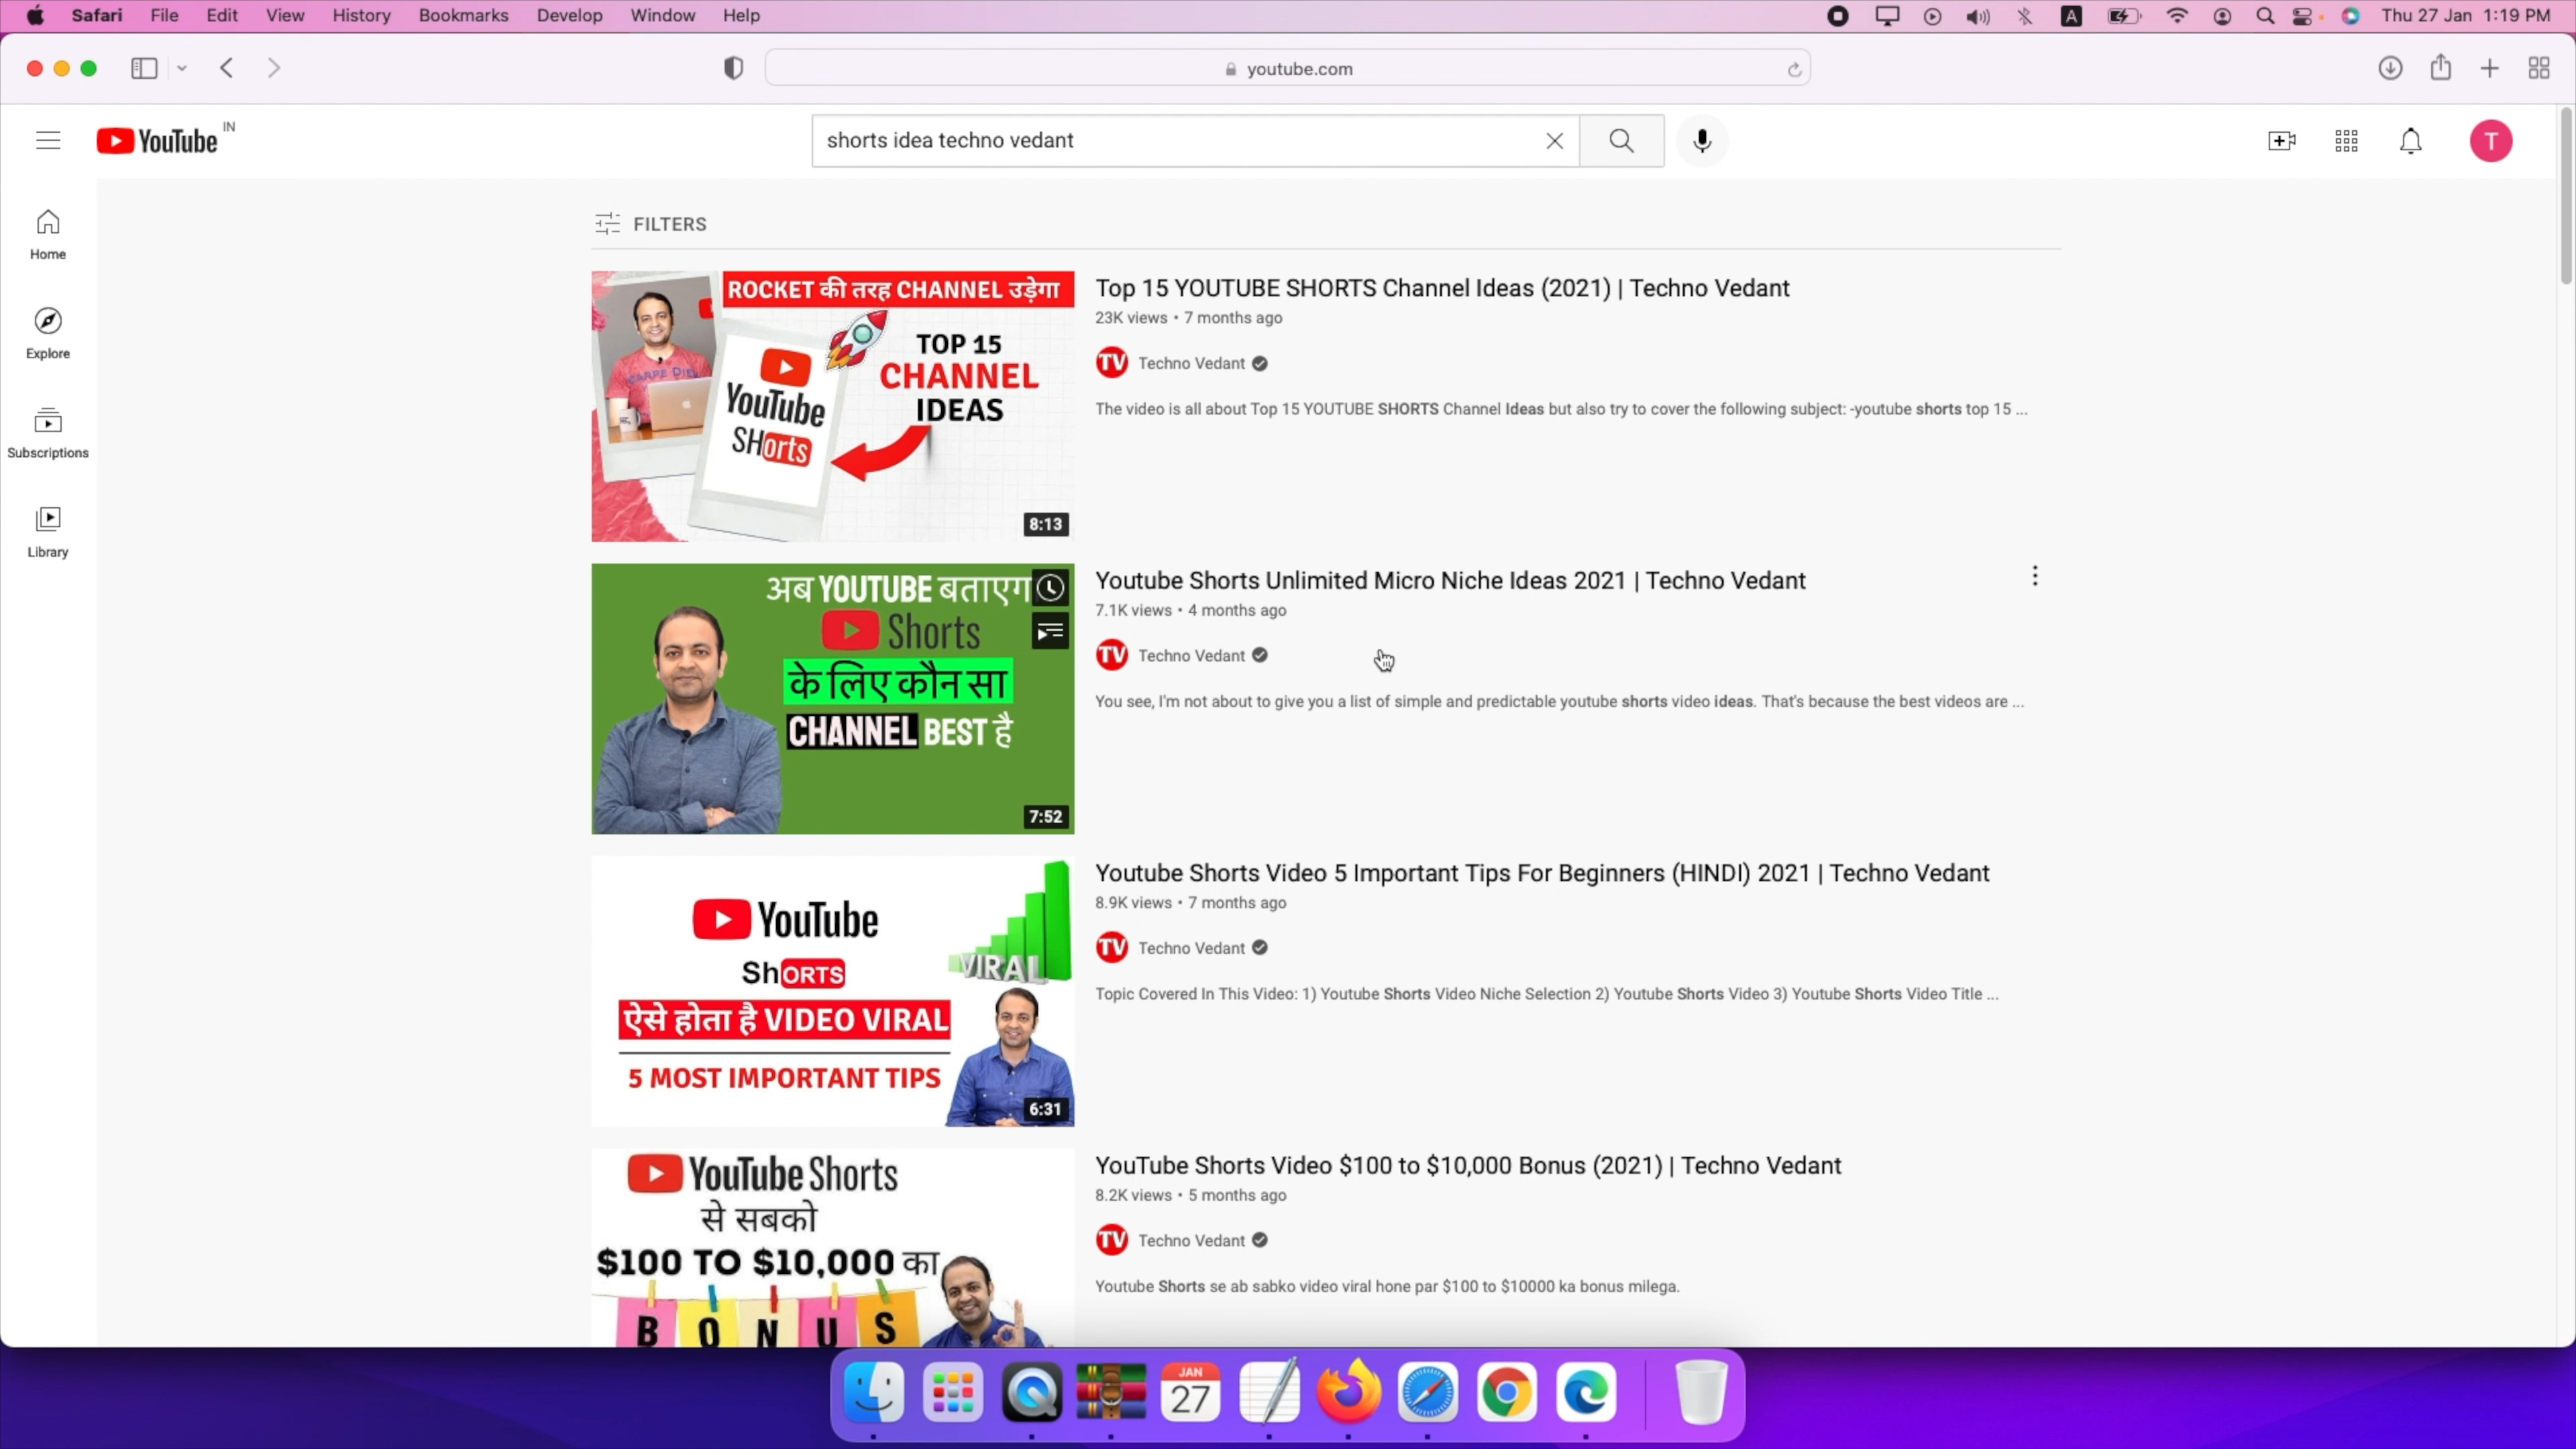 Safari File Edit View History Bookmarks Develop Window Help
A
Thu 27 Jan 1:19 PM
youtube.com
YouTube IN
shorts idea techno vedant
T
Home
Explore
Subscriptions
Library
FILTERS
ROCKET की तरह CHANNEL उड़ेगा
CARPE DIE
TOP 15
CHANNEL
IDEAS
YouTube
SHorts
8:13
Top 15 YOUTUBE SHORTS Channel Ideas (2021) | Techno Vedant
23K views • 7 months ago
TV Techno Vedant
The video is all about Top 15 YOUTUBE SHORTS Channel Ideas but also try to cover the following subject: -youtube shorts top 15 ...
अब YOUTUBE बताएग
Shorts
के लिए कौन सा
CHANNEL BEST है
7:52
Youtube Shorts Unlimited Micro Niche Ideas 2021 | Techno Vedant
7.1K views • 4 months ago
TV Techno Vedant
You see, I'm not about to give you a list of simple and predictable youtube shorts video ideas. That's because the best videos are ...
YouTube
ShORTS
VIRAL
ऐसे होता है VIDEO VIRAL
5 MOST IMPORTANT TIPS
6:31
Youtube Shorts Video 5 Important Tips For Beginners (HINDI) 2021 | Techno Vedant
8.9K views • 7 months ago
TV Techno Vedant
Topic Covered In This Video: 1) Youtube Shorts Video Niche Selection 2) Youtube Shorts Video 3) Youtube Shorts Video Title ...
YouTube Shorts
से सबको
$100 TO $10,000 का
BONUS
YouTube Shorts Video $100 to $10,000 Bonus (2021) | Techno Vedant
8.2K views • 5 months ago
TV Techno Vedant
Youtube Shorts se ab sabko video viral hone par $100 to $10000 ka bonus milega.
JAN
27